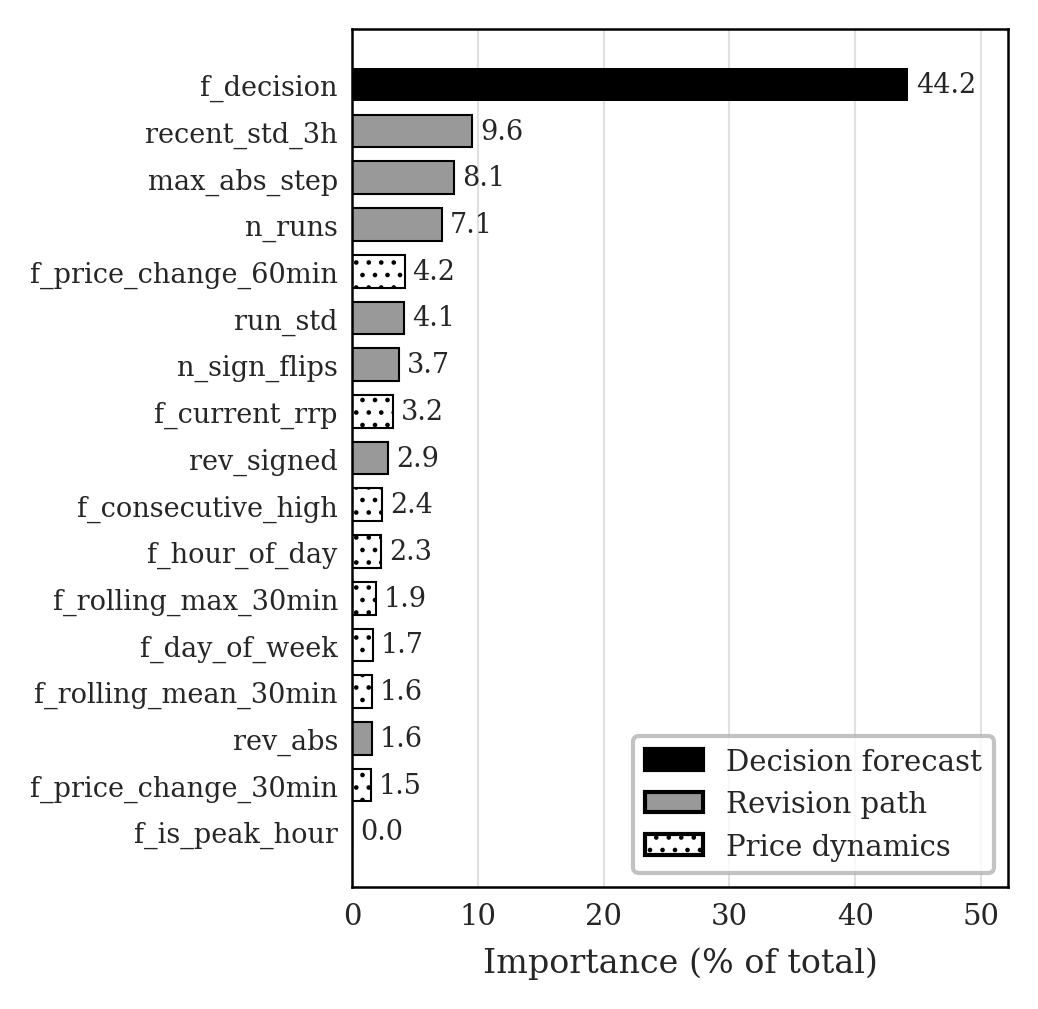 f_decision 44.2
recent_std_3h 9.6
max_abs_step 8.1
n_runs 7.1
f_price_change_60min 4.2
run_std 4.1
n_sign_flips 3.7
f_current_rrp 3.2
rev_signed 2.9
f_consecutive_high 2.4
f_hour_of_day 2.3
f_rolling_max_30min 1.9
f_day_of_week 1.7
f_rolling_mean_30min 1.6
rev_abs 1.6
f_price_change_30min 1.5
f_is_peak_hour 0.0
Decision forecast
Revision path
Price dynamics
0 10 20 30 40 50
Importance (% of total)